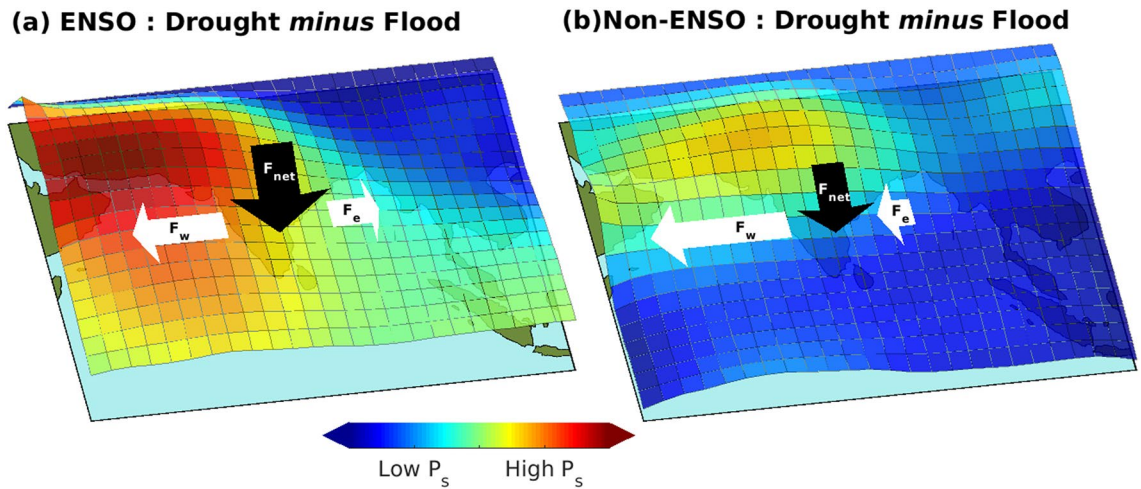 (a) ENSO : Drought minus Flood
(b)Non-ENSO : Drought minus Flood
Fnet
Fe
Fw
Fnet
Fe
Fw
Low Ps
High Ps